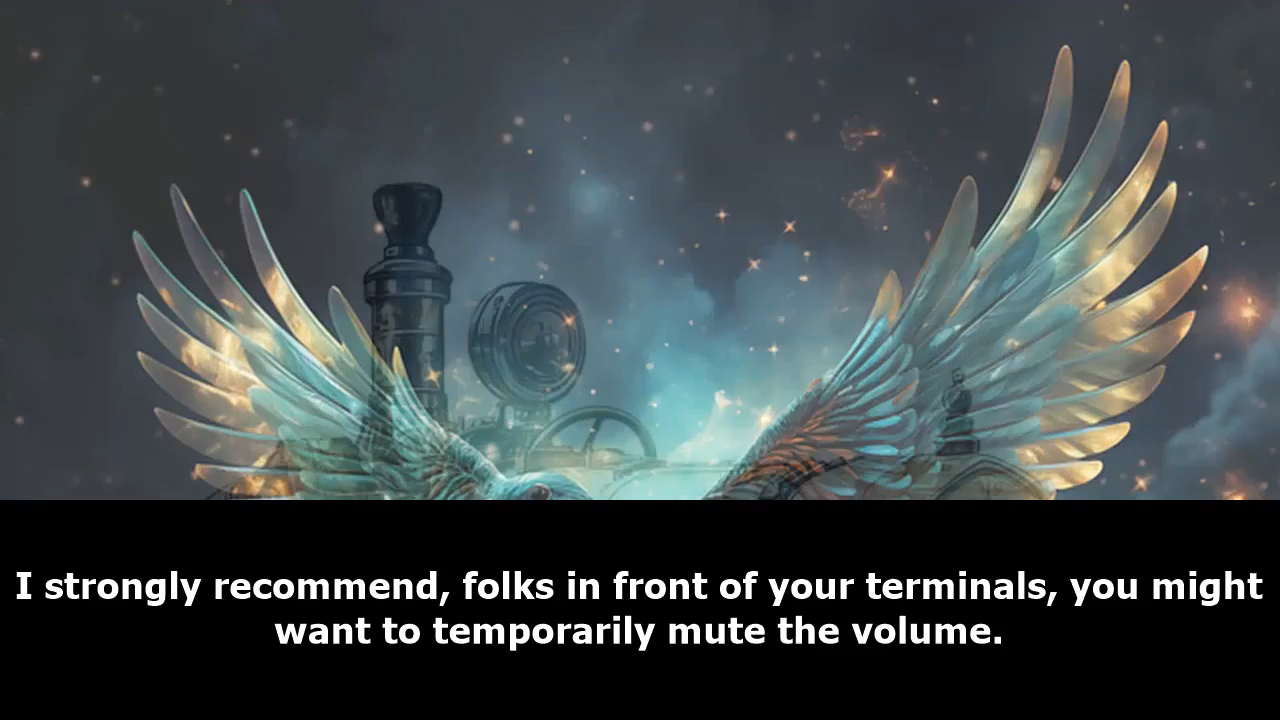 I strongly recommend, folks in front of your terminals, you might
want to temporarily mute the volume.